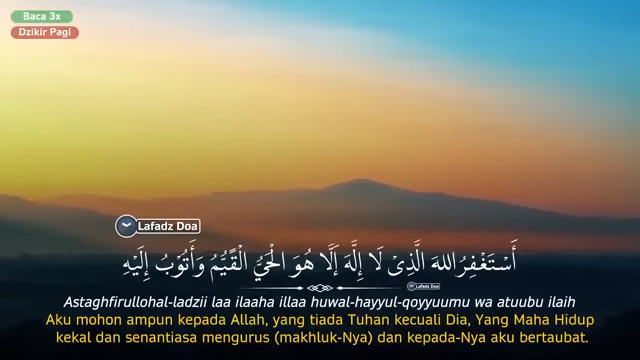 Baca 3x
Dzikir Pagi
Lafadz Doa
أَسْتَغْفِرُ اللهَ الَّذِيْ لَا إِلَّهَ إَلَّا هُوَ الْحَيُّ الْقَيُّمُ وَأَتُوْبُ إِلَيْهِ
Lafadz Doa
Astaghfirullohal-ladzii laa ilaaha illaa huwal-hayyul-qoyyuumu wa atuubu ilaih
Aku mohon ampun kepada Allah, yang tiada Tuhan kecuali Dia, Yang Maha Hidup
kekal dan senantiasa mengurus (makhluk-Nya) dan kepada-Nya aku bertaubat.